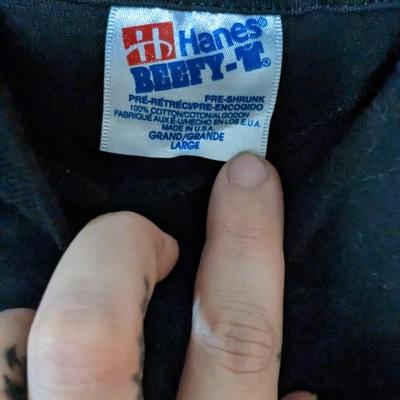 Hanes®
BEEFY-T®
PRÉ-RÉTRÉCI/PRE-ENCOGIDO PRE-SHRUNK
100% COTTON/COTON/ALGODON
FABRIQUÉ AUX É-U/HECHO EN LOS E.U.A.
MADE IN U.S.A.
GRAND/GRANDE
LARGE